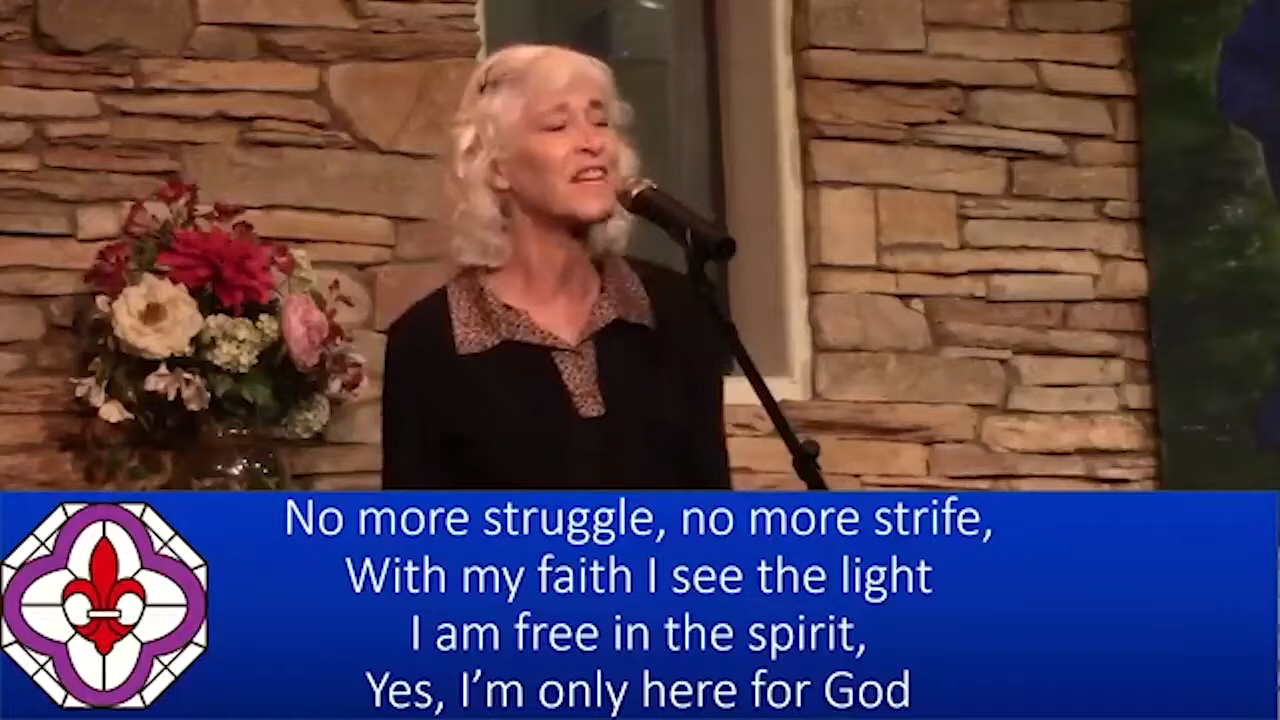 No more struggle, no more strife,
With my faith I see the light
I am free in the spirit,
Yes, I’m only here for God